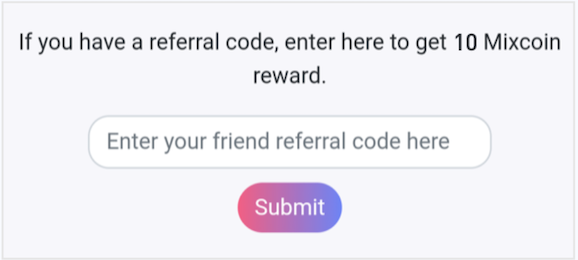 If you have a referral code, enter here to get 10 Mixcoin
reward.
Enter your friend referral code here
Submit